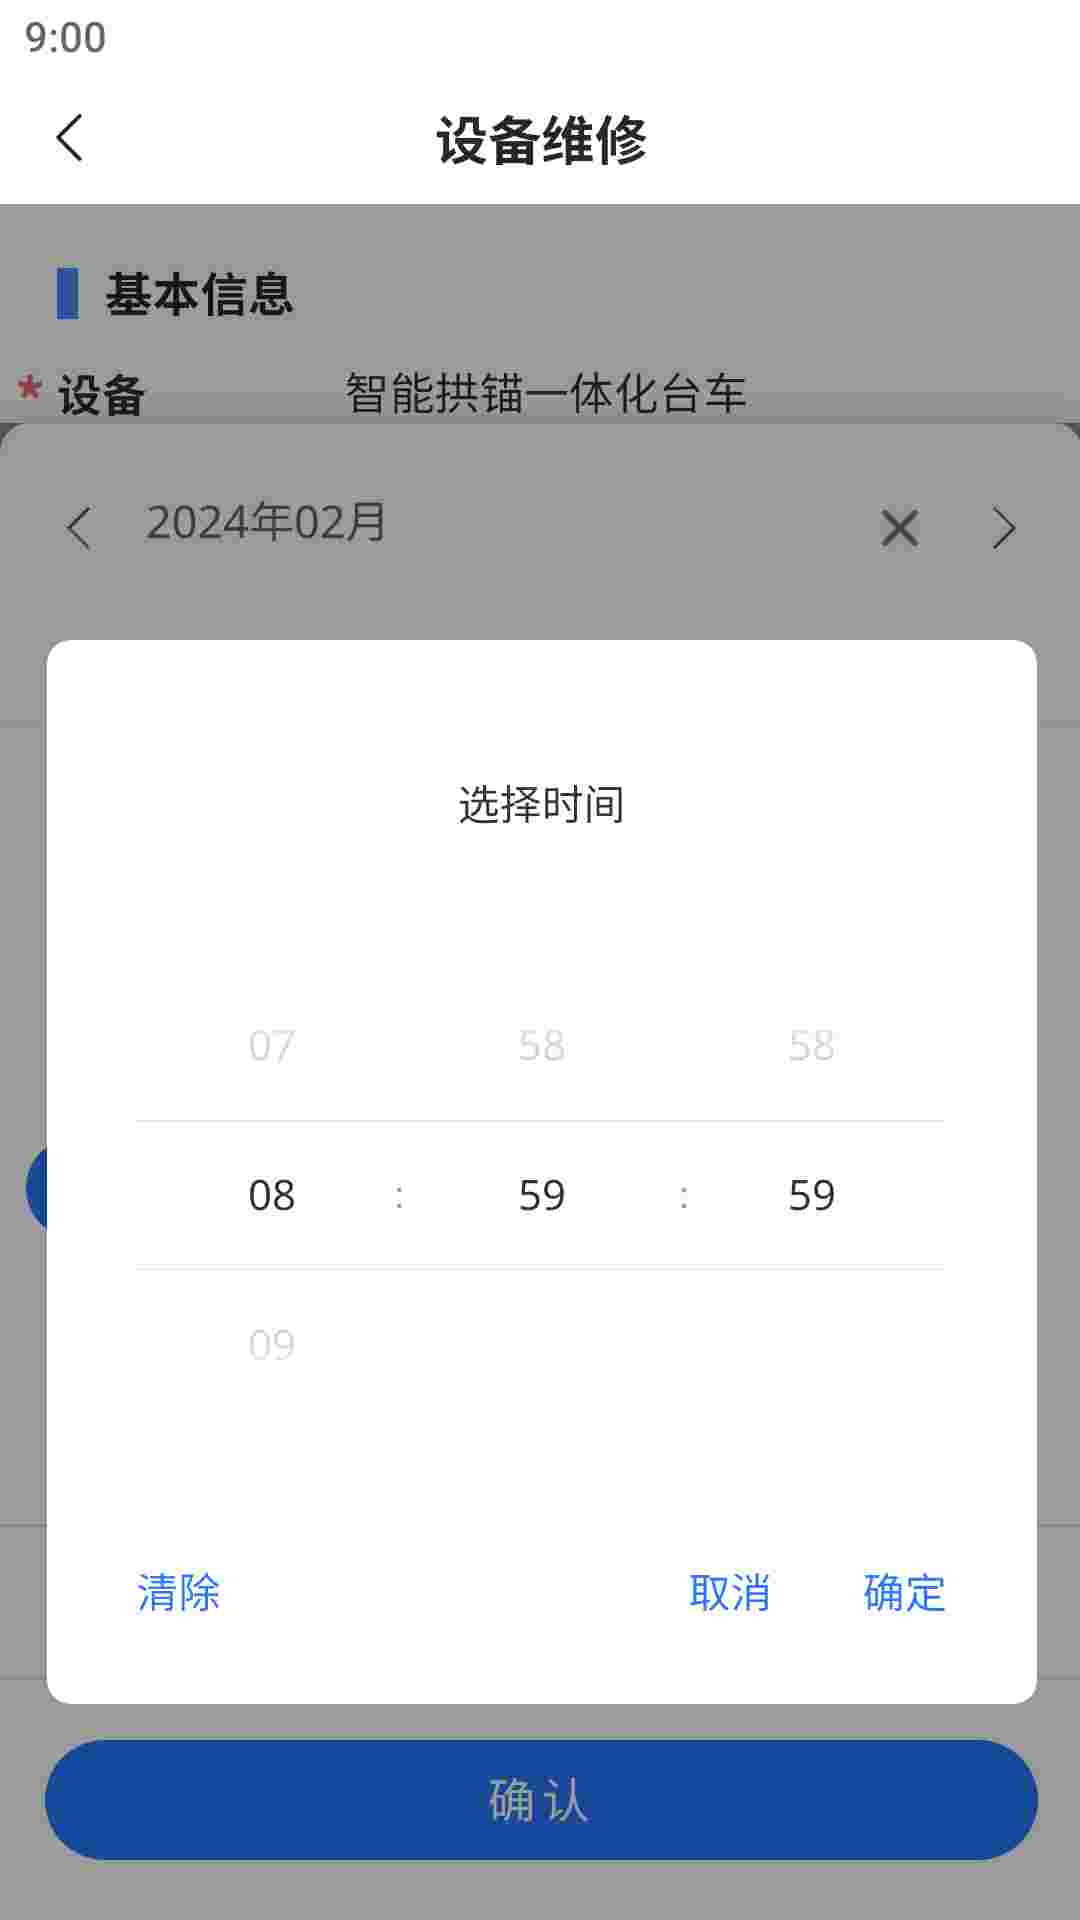 9:00
设备维修
基本信息
* 设备 智能拱锚一体化台车
2024年02月
选择时间
07 58 58
08 : 59 : 59
09
清除 取消 确定
确认